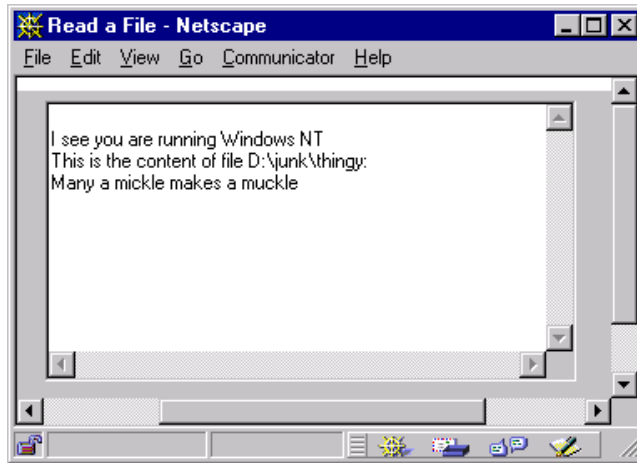 Read a File - Netscape
File Edit View Go Communicator Help
I see you are running Windows NT
This is the content of file D:\junk\thingy:
Many a mickle makes a muckle